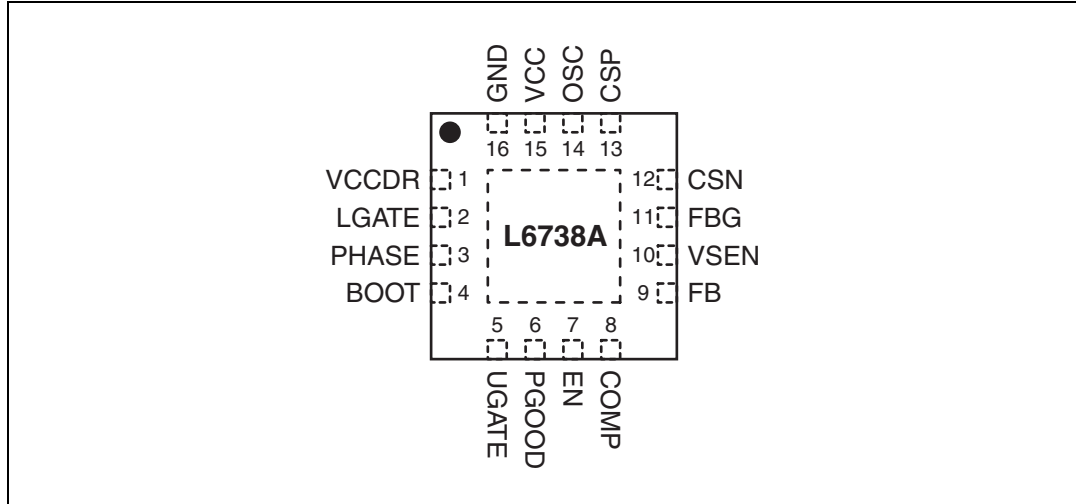 GND
VCC
OSC
CSP
16
15
14
13
VCCDR 1
LGATE 2
PHASE 3
BOOT 4
L6738A
12 CSN
11 FBG
10 VSEN
9 FB
5
6
7
8
UGATE
PGOOD
EN
COMP